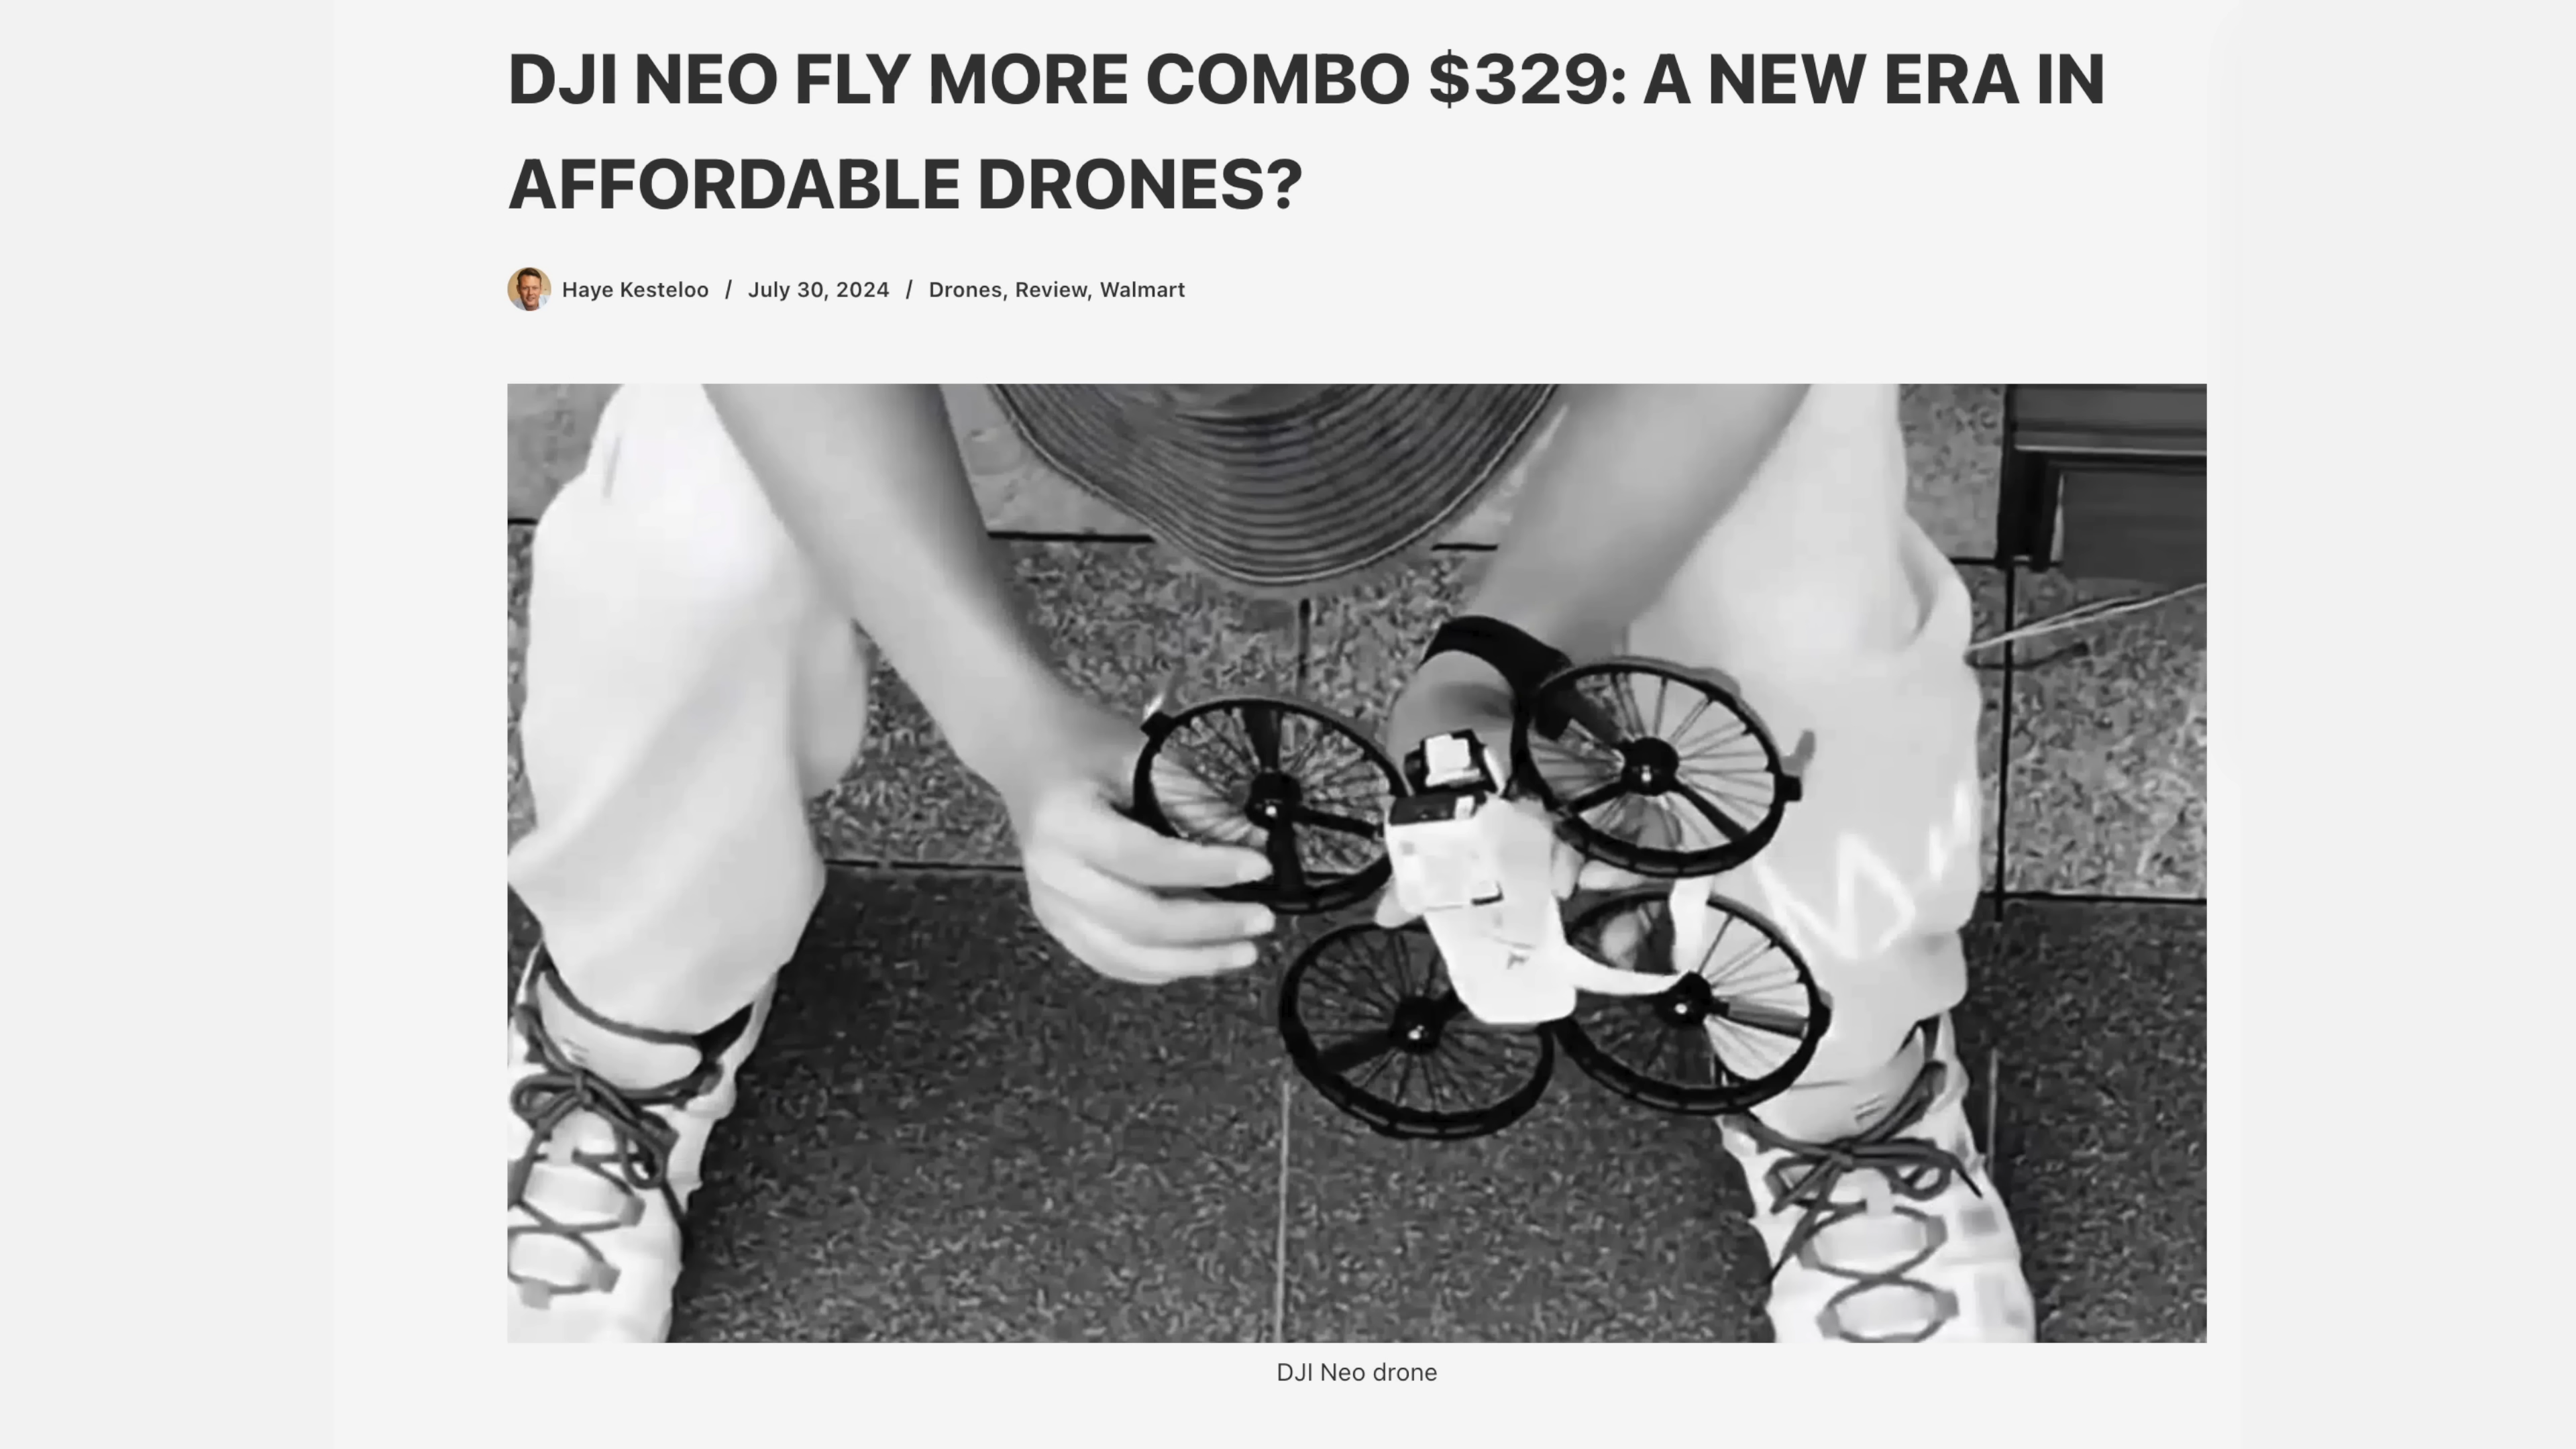 DJI NEO FLY MORE COMBO $329: A NEW ERA IN
AFFORDABLE DRONES?
Haye Kesteloo / July 30, 2024 / Drones, Review, Walmart
DJI Neo drone